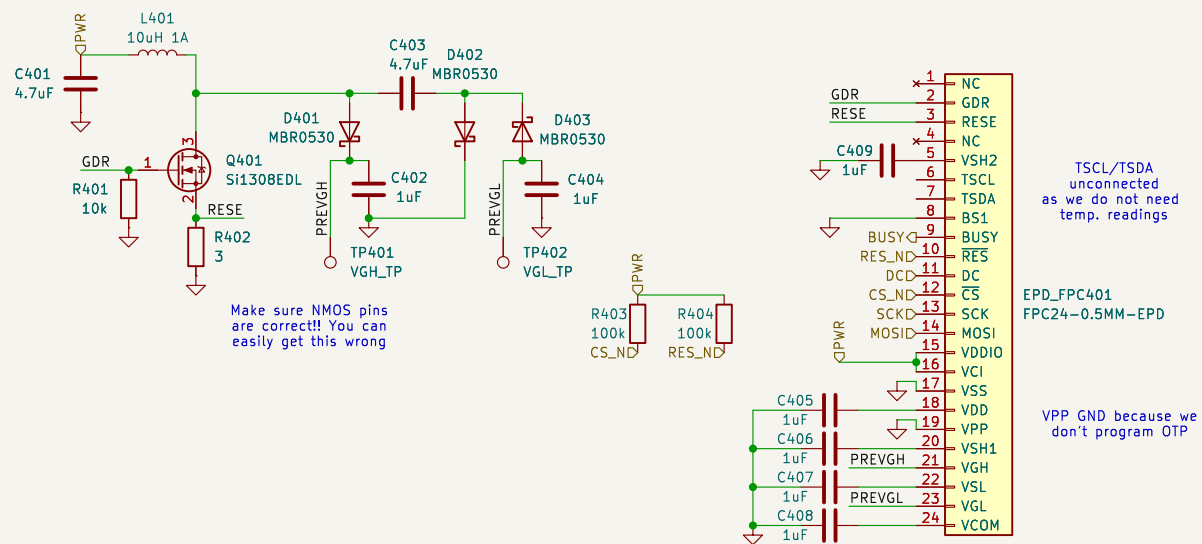 PWR
L401
10uH 1A
C401
4.7uF
C403
4.7uF
D402
MBR0530
D401
MBR0530
D403
MBR0530
GDR
1
3
2
Q401
Si1308EDL
R401
10k
RESE
R402
3
PREVGH
C402
1uF
PREVGL
C404
1uF
TP401
VGH_TP
TP402
VGL_TP
Make sure NMOS pins
are correct!! You can
easily get this wrong
PWR
R403
100k
CS_N
R404
100k
RES_N
1 NC
GDR 2 GDR
RESE 3 RESE
4 NC
C409
1uF
5 VSH2
6 TSCL
7 TSDA
8 BS1
BUSY 9 BUSY
RES_N 10 RES
DC 11 DC
CS_N 12 CS
SCK 13 SCK
MOSI 14 MOSI
PWR
15 VDDIO
16 VCI
17 VSS
C405
1uF
18 VDD
19 VPP
C406
1uF
20 VSH1
PREVGH 21 VGH
C407
1uF
22 VSL
PREVGL 23 VGL
C408
1uF
24 VCOM
EPD_FPC401
FPC24-0.5MM-EPD
TSCL/TSDA
unconnected
as we do not need
temp. readings
VPP GND because we
don't program OTP